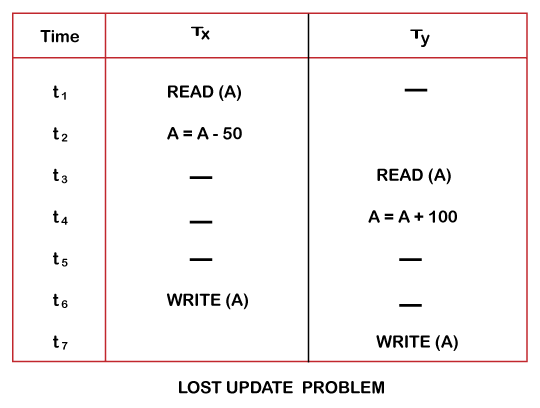 Time Tx Ty
t1 READ (A) —
t2 A = A - 50
t3 — READ (A)
t4 — A = A + 100
t5 — —
t6 WRITE (A) —
t7 WRITE (A)
LOST UPDATE PROBLEM